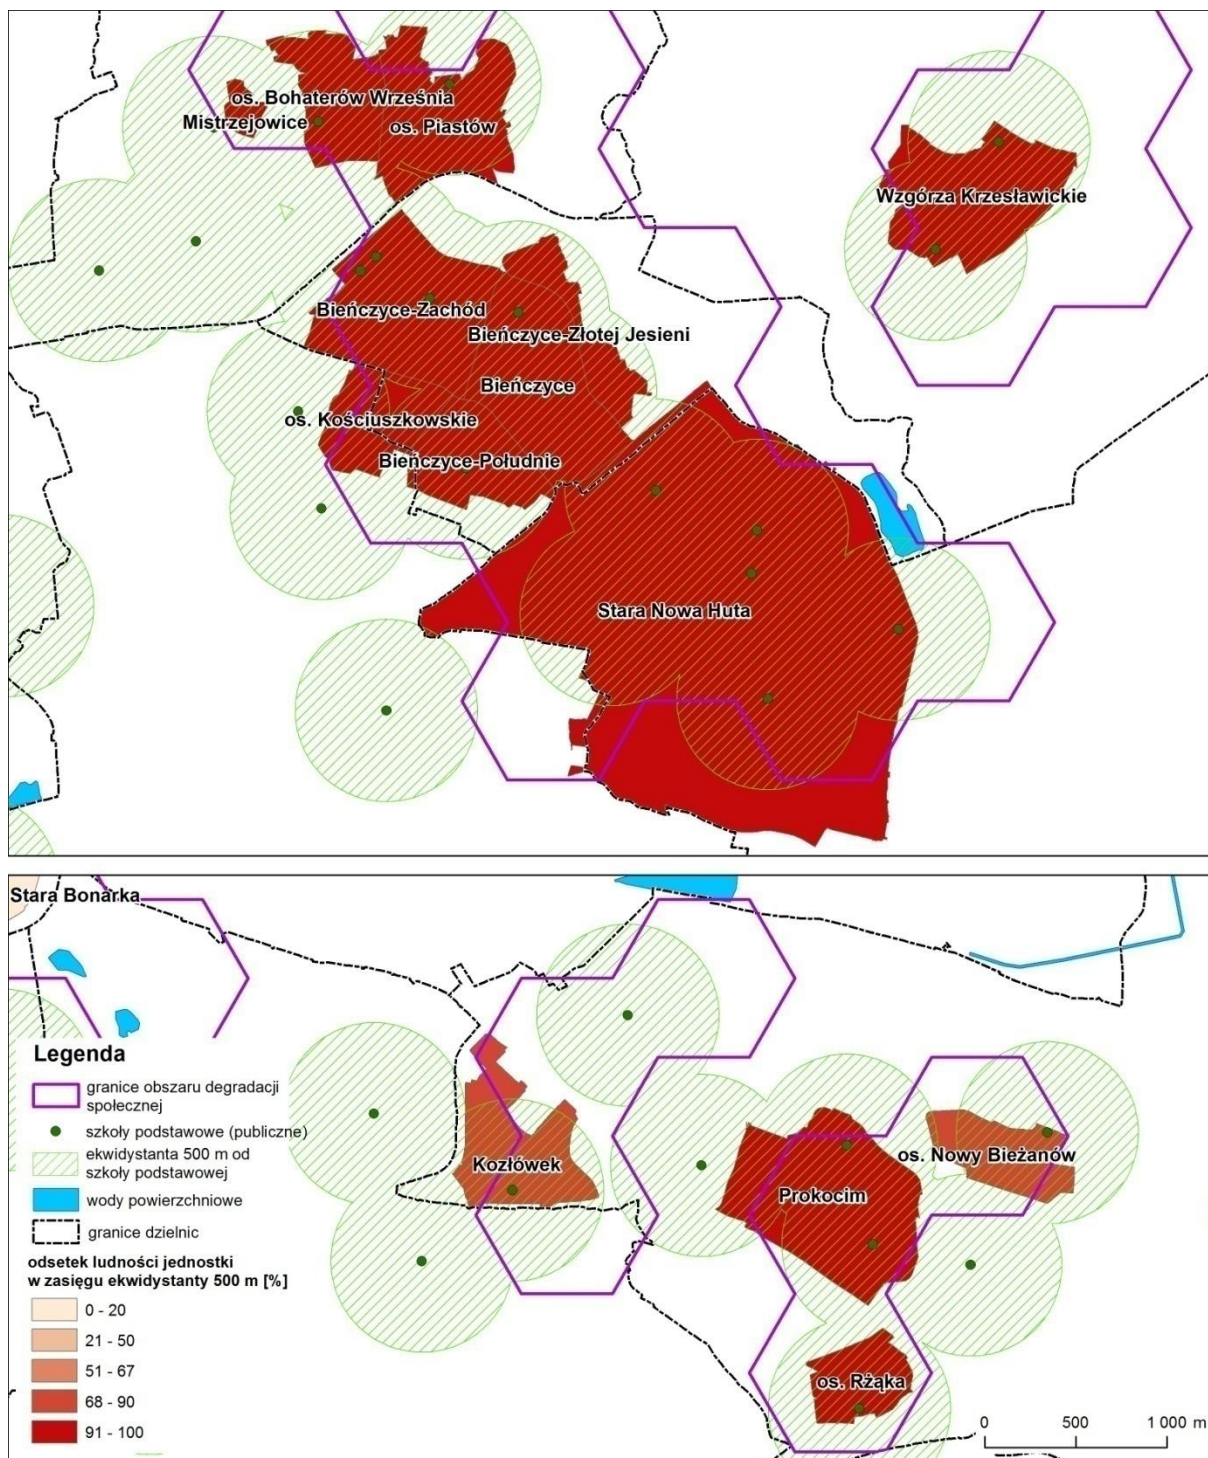 os. Bohaterów Września
Mistrzejowice
os. Piastów
Wzgórza Krzesławickie
Bieńczyce-Zachód
Bieńczyce-Złotej Jesieni
Bieńczyce
os. Kościuszkowskie
Bieńczyce-Południe
Stara Nowa Huta
Stara Bonarka
Legenda
granice obszaru degradacji
społecznej
szkoły podstawowe (publiczne)
ekwidystanta 500 m od
szkoły podstawowej
wody powierzchniowe
granice dzielnic
odsetek ludności jednostki
w zasięgu ekwidystanty 500 m [%]
0 - 20
21 - 50
51 - 67
68 - 90
91 - 100
Kozłówek
os. Nowy Bieżanów
Prokocim
os. Rżąka
0 500 1 000 m